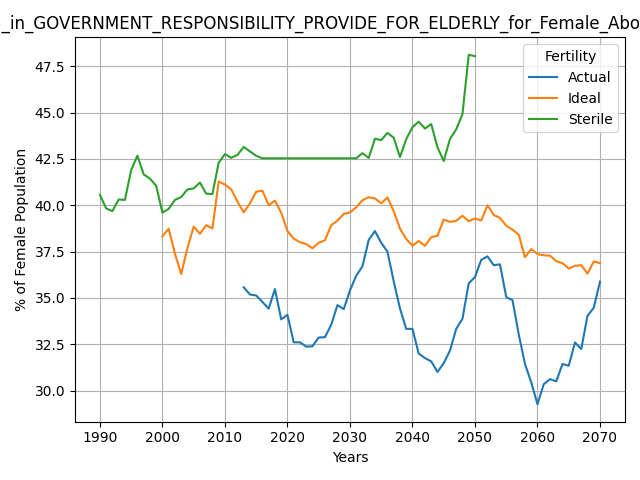 _in_GOVERNMENT_RESPONSIBILITY_PROVIDE_FOR_ELDERLY_for_Female_Abo
Fertility
Actual
Ideal
Sterile
% of Female Population
47.5
45.0
42.5
40.0
37.5
35.0
32.5
30.0
1990 2000 2010 2020 2030 2040 2050 2060 2070
Years